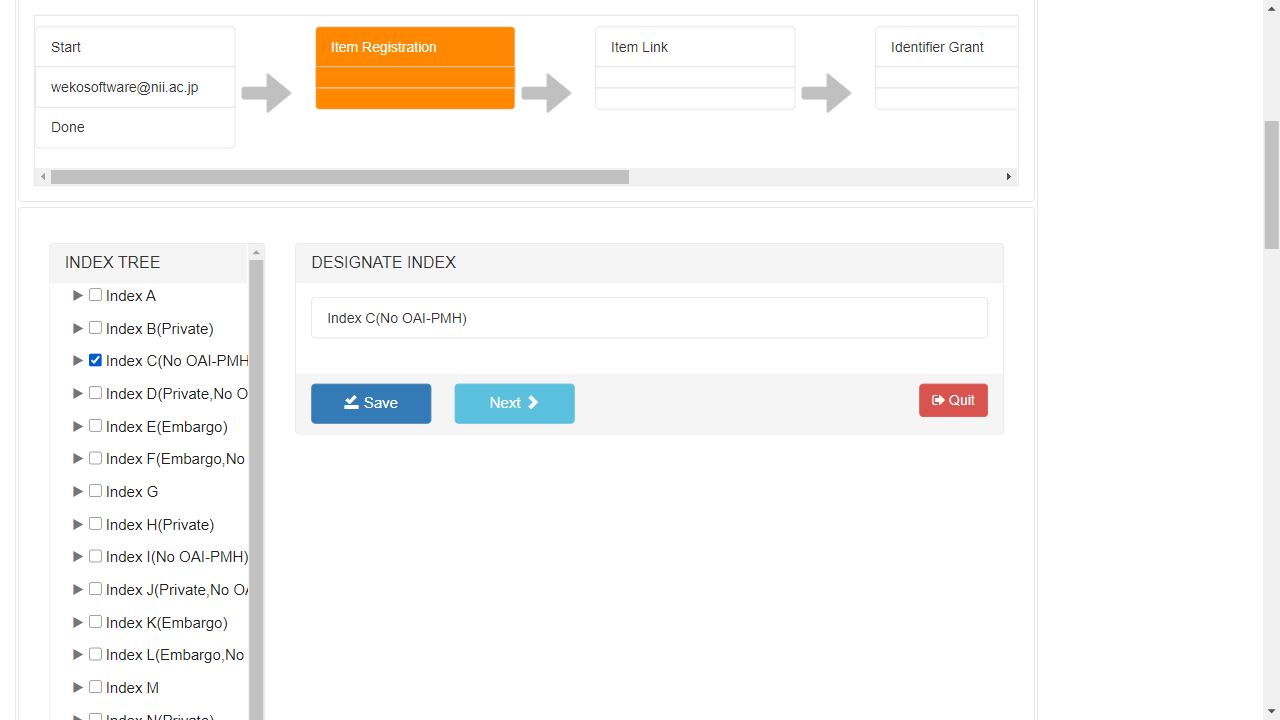 Start
wekosoftware@nii.ac.jp
Done
Item Registration
Item Link
Identifier Grant
INDEX TREE
Index A
Index B(Private)
Index C(No OAI-PMH
Index D(Private,No O
Index E(Embargo)
Index F(Embargo,No
Index G
Index H(Private)
Index I(No OAI-PMH)
Index J(Private,No OA
Index K(Embargo)
Index L(Embargo,No
Index M
Index N(Private)
DESIGNATE INDEX
Index C(No OAI-PMH)
Save
Next
Quit